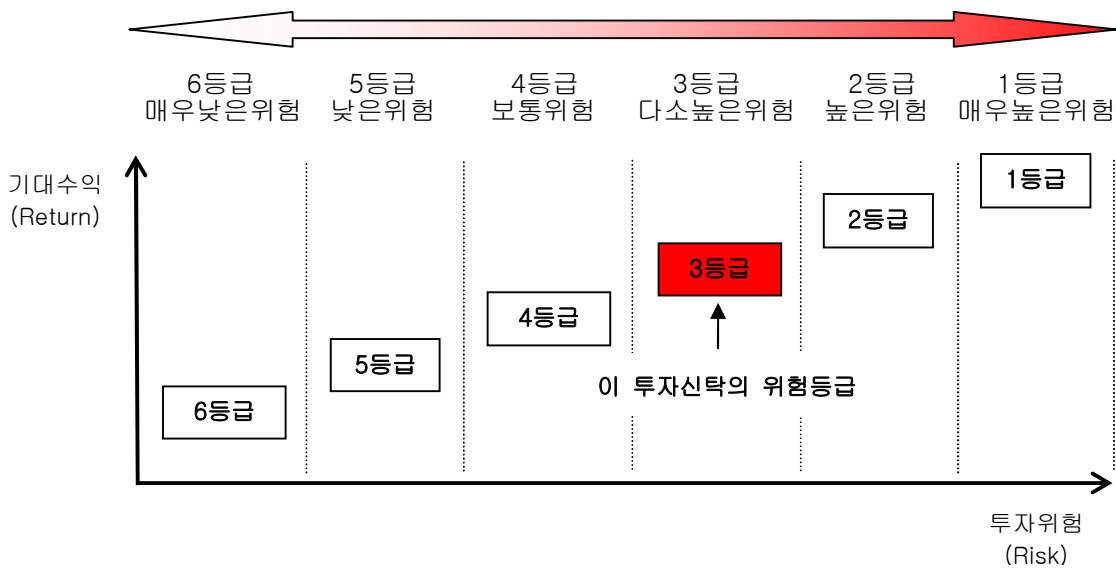 6등급
매우낮은위험
5등급
낮은위험
4등급
보통위험
3등급
다소높은위험
2등급
높은위험
1등급
매우높은위험
기대수익
(Return)
1등급
2등급
3등급
4등급
5등급
이 투자신탁의 위험등급
6등급
투자위험
(Risk)